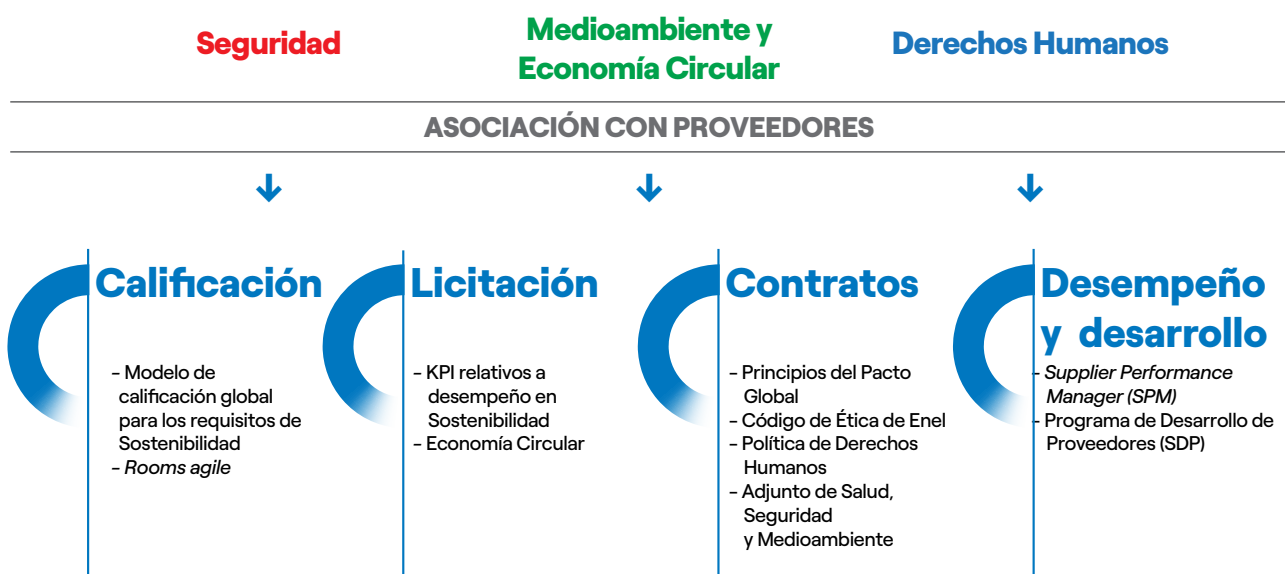 Seguridad
Medioambiente y
Economía Circular
Derechos Humanos
ASOCIACIÓN CON PROVEEDORES
Calificación
- Modelo de
calificación global
para los requisitos de
Sostenibilidad
- Rooms agile
Licitación
- KPI relativos a
desempeño en
Sostenibilidad
- Economía Circular
Contratos
- Principios del Pacto
Global
- Código de Ética de Enel
- Política de Derechos
Humanos
- Adjunto de Salud,
Seguridad
y Medioambiente
Desempeño
y desarrollo
- Supplier Performance
Manager (SPM)
- Programa de Desarrollo de
Proveedores (SDP)